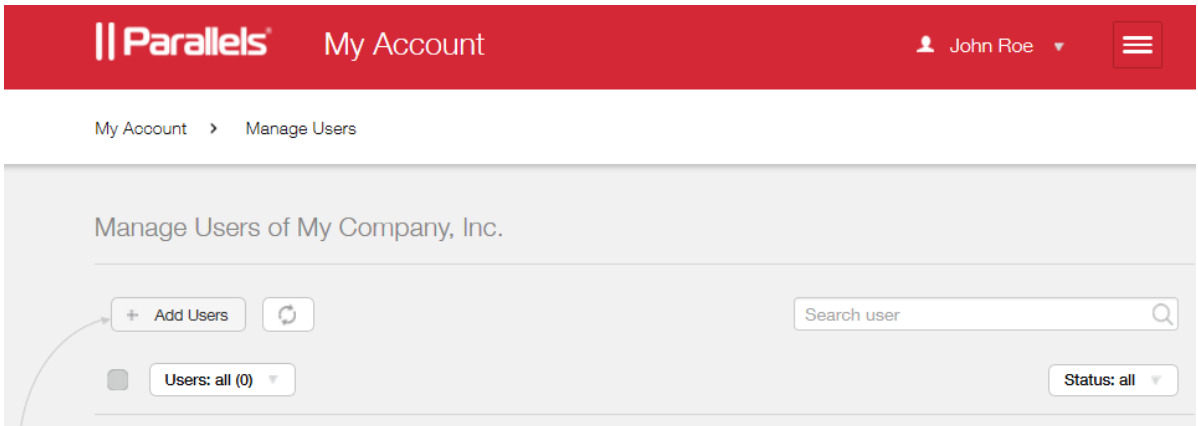 || Parallels® My Account John Roe
My Account > Manage Users
Manage Users of My Company, Inc.
+ Add Users Search user
Users: all (0) Status: all